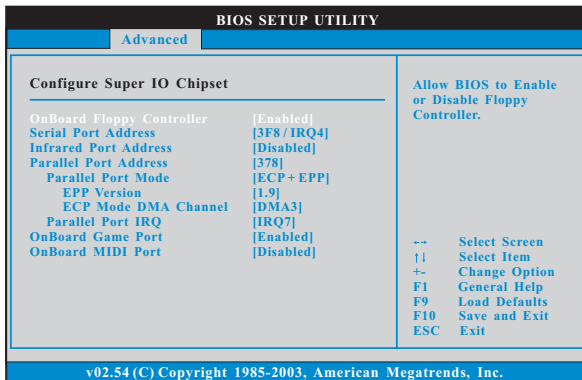 BIOS SETUP UTILITY
Advanced
Configure Super IO Chipset
OnBoard Floppy Controller [Enabled]
Serial Port Address [3F8 / IRQ4]
Infrared Port Address [Disabled]
Parallel Port Address [378]
Parallel Port Mode [ECP + EPP]
EPP Version [1.9]
ECP Mode DMA Channel [DMA3]
Parallel Port IRQ [IRQ7]
OnBoard Game Port [Enabled]
OnBoard MIDI Port [Disabled]
Allow BIOS to Enable
or Disable Floppy
Controller.
←→ Select Screen
↑↓ Select Item
+- Change Option
F1 General Help
F9 Load Defaults
F10 Save and Exit
ESC Exit
v02.54 (C) Copyright 1985-2003, American Megatrends, Inc.